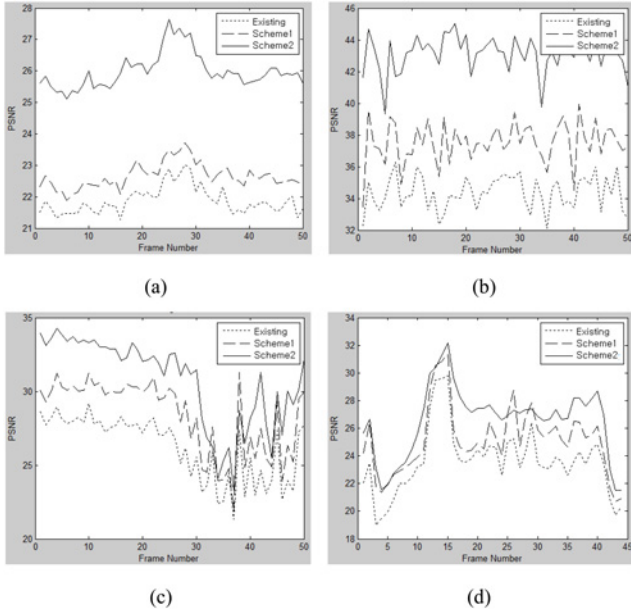 28
27
26
25
24
23
22
21
PSNR
0 10 20 30 40 50
Frame Number
Existing
Scheme1
Scheme2
(a)
46
44
42
40
38
36
34
32
PSNR
0 10 20 30 40 50
Frame Number
Existing
Scheme1
Scheme2
(b)
35
30
25
20
PSNR
0 10 20 30 40 50
Frame Number
Existing
Scheme1
Scheme2
(c)
34
32
30
28
26
24
22
20
18
PSNR
0 5 10 15 20 25 30 35 40 45
Frame Number
Existing
Scheme1
Scheme2
(d)